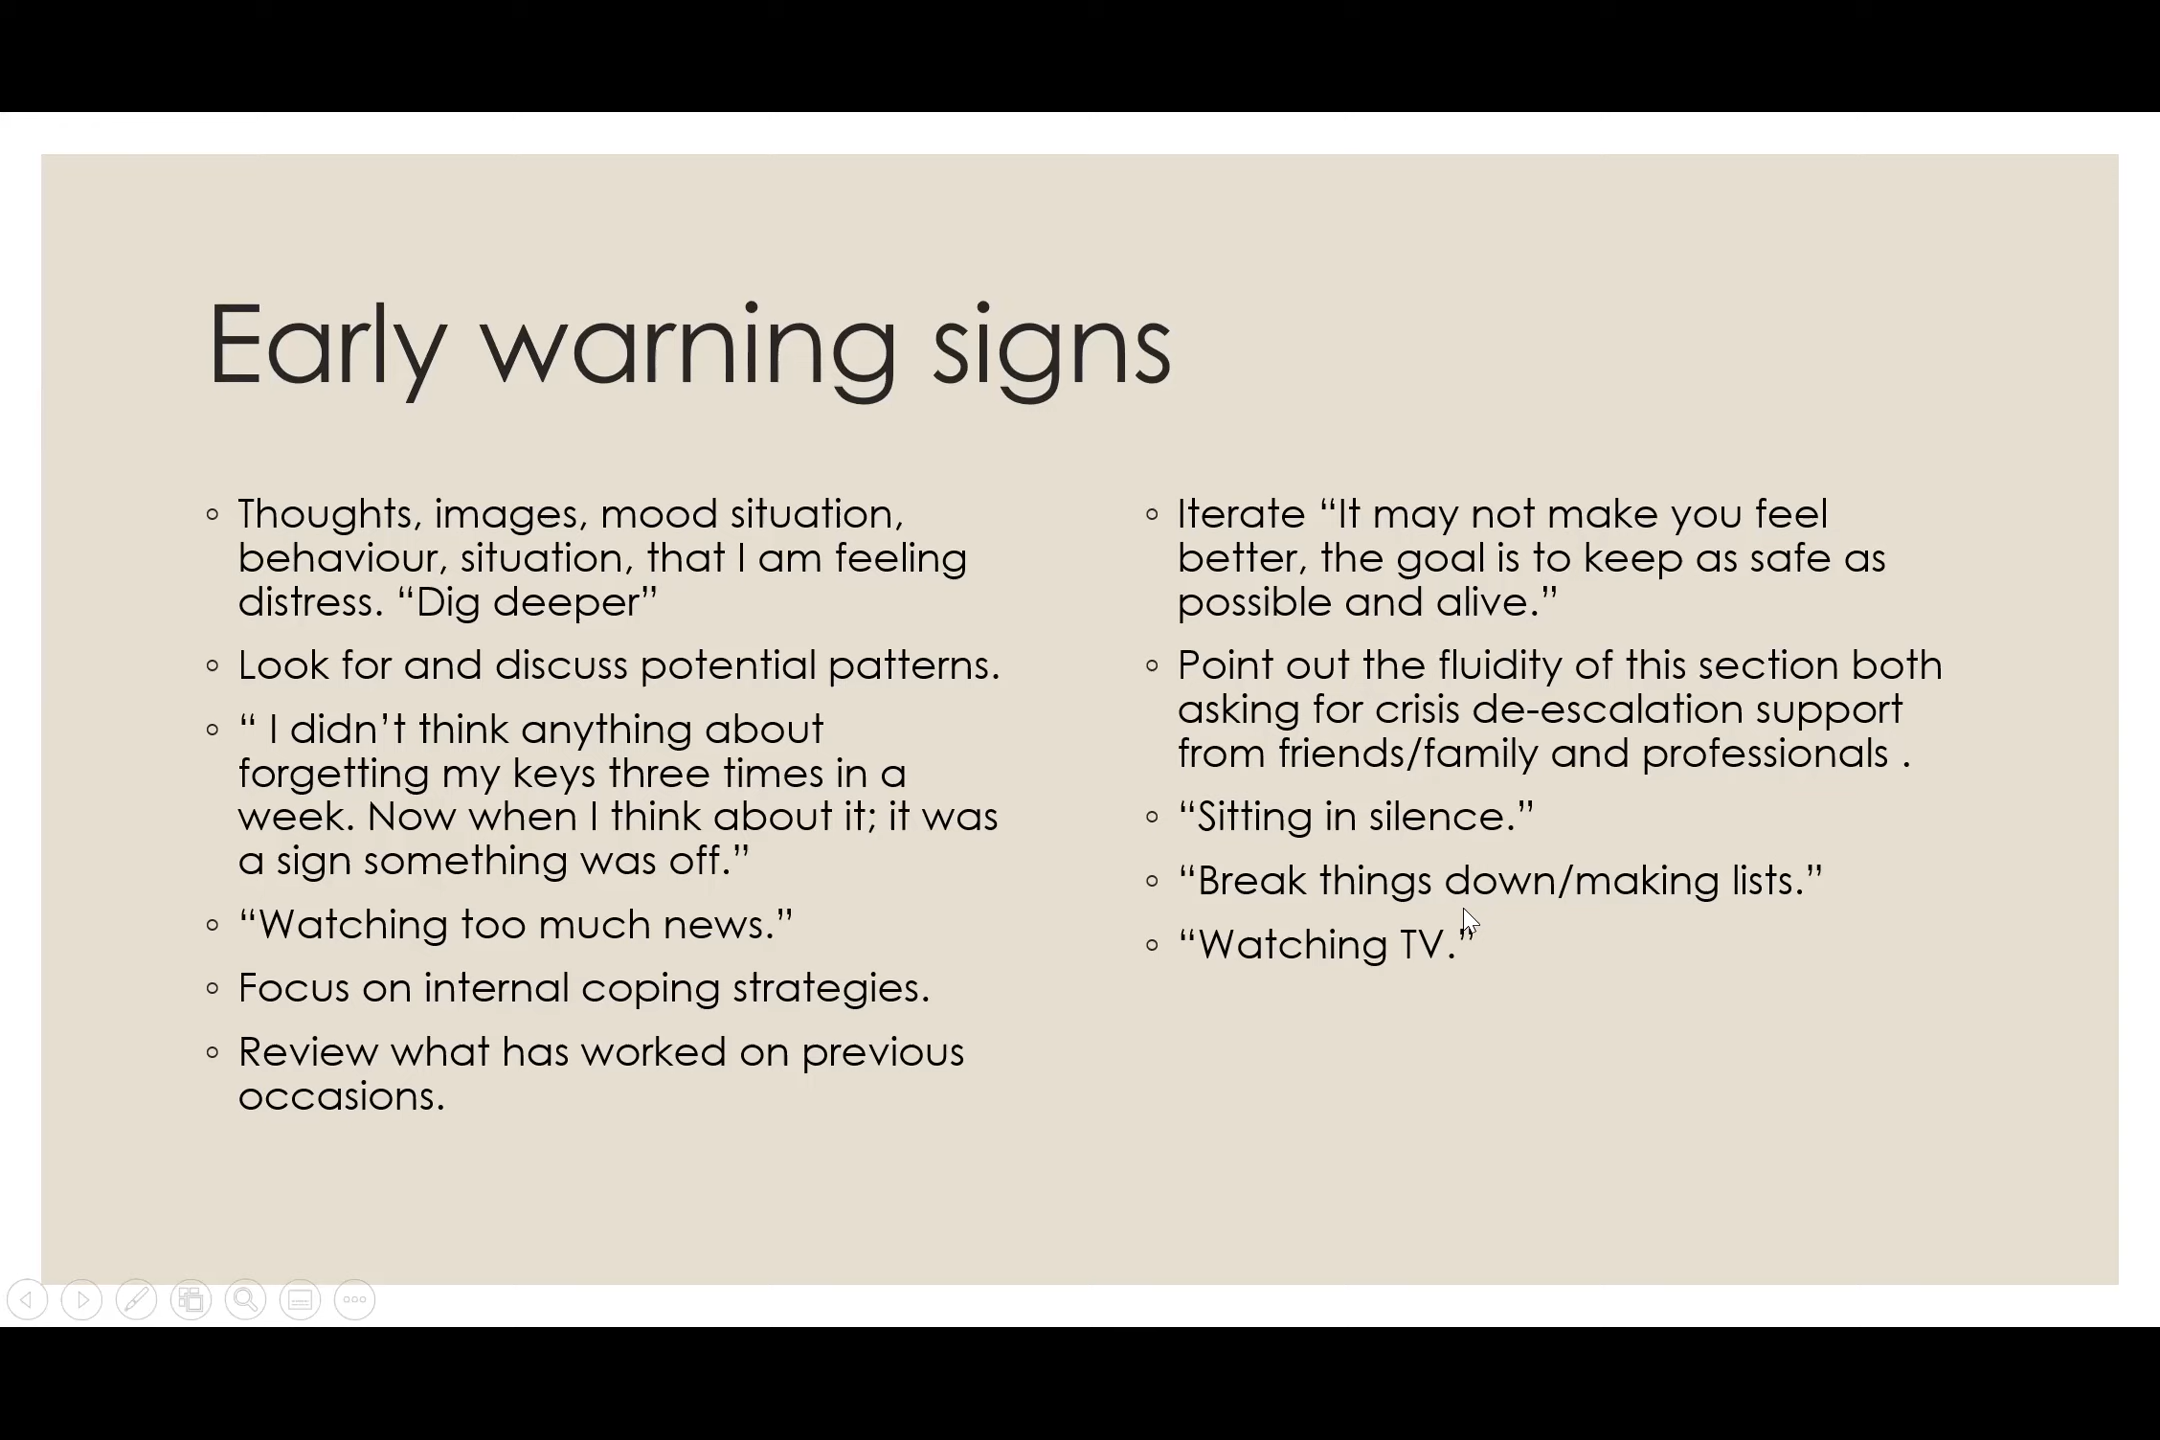 Early warning signs
◦ Thoughts, images, mood situation,
behaviour, situation, that I am feeling
distress. “Dig deeper”
◦ Look for and discuss potential patterns.
◦ “ I didn’t think anything about
forgetting my keys three times in a
week. Now when I think about it; it was
a sign something was off.”
◦ “Watching too much news.”
◦ Focus on internal coping strategies.
◦ Review what has worked on previous
occasions.
◦ Iterate “It may not make you feel
better, the goal is to keep as safe as
possible and alive.”
◦ Point out the fluidity of this section both
asking for crisis de-escalation support
from friends/family and professionals .
◦ “Sitting in silence.”
◦ “Break things down/making lists.”
◦ “Watching TV.”